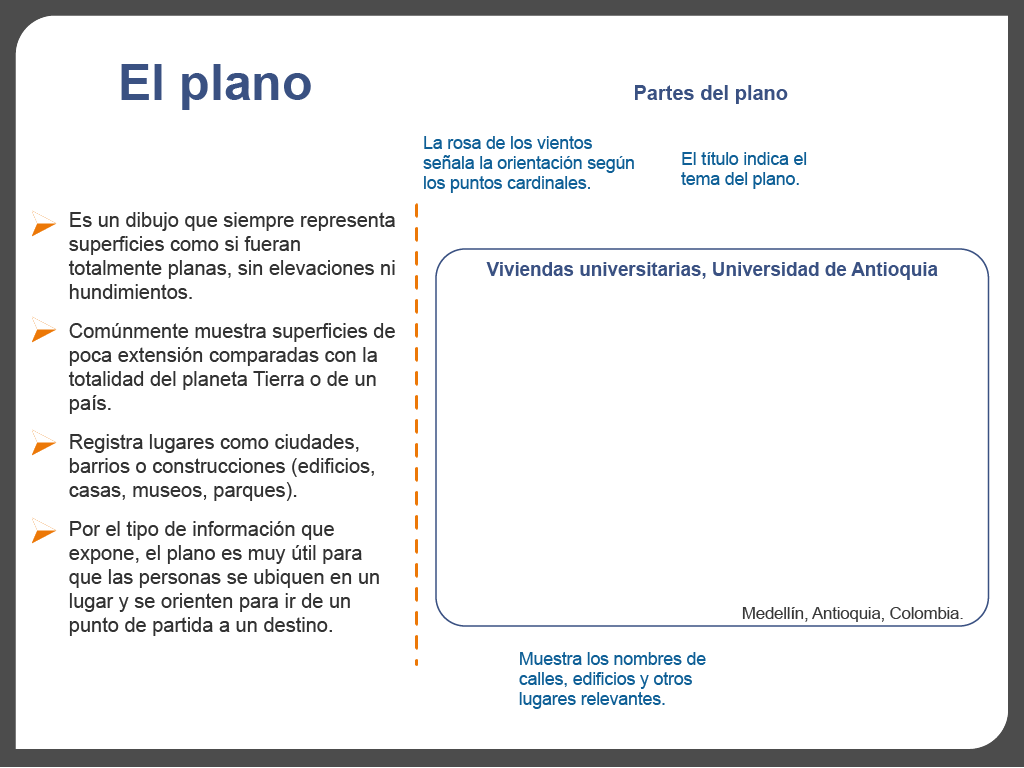 El plano
Es un dibujo que siempre representa
superficies como si fueran
totalmente planas, sin elevaciones ni
hundimientos.
Comúnmente muestra superficies de
poca extensión comparadas con la
totalidad del planeta Tierra o de un
país.
Registra lugares como ciudades,
barrios o construcciones (edificios,
casas, museos, parques).
Por el tipo de información que
expone, el plano es muy útil para
que las personas se ubiquen en un
lugar y se orienten para ir de un
punto de partida a un destino.
Partes del plano
La rosa de los vientos
señala la orientación según
los puntos cardinales.
El título indica el
tema del plano.
Viviendas universitarias, Universidad de Antioquia
Medellín, Antioquia, Colombia.
Muestra los nombres de
calles, edificios y otros
lugares relevantes.